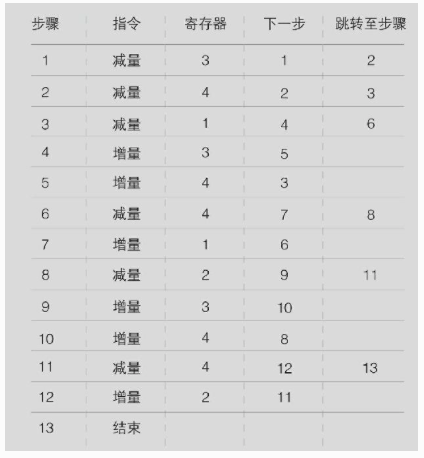 步骤 指令 寄存器 下一步 跳转至步骤
1 减量 3 1 2
2 减量 4 2 3
3 减量 1 4 6
4 增量 3 5
5 增量 4 3
6 减量 4 7 8
7 增量 1 6
8 减量 2 9 11
9 增量 3 10
10 增量 4 8
11 减量 4 12 13
12 增量 2 11
13 结束